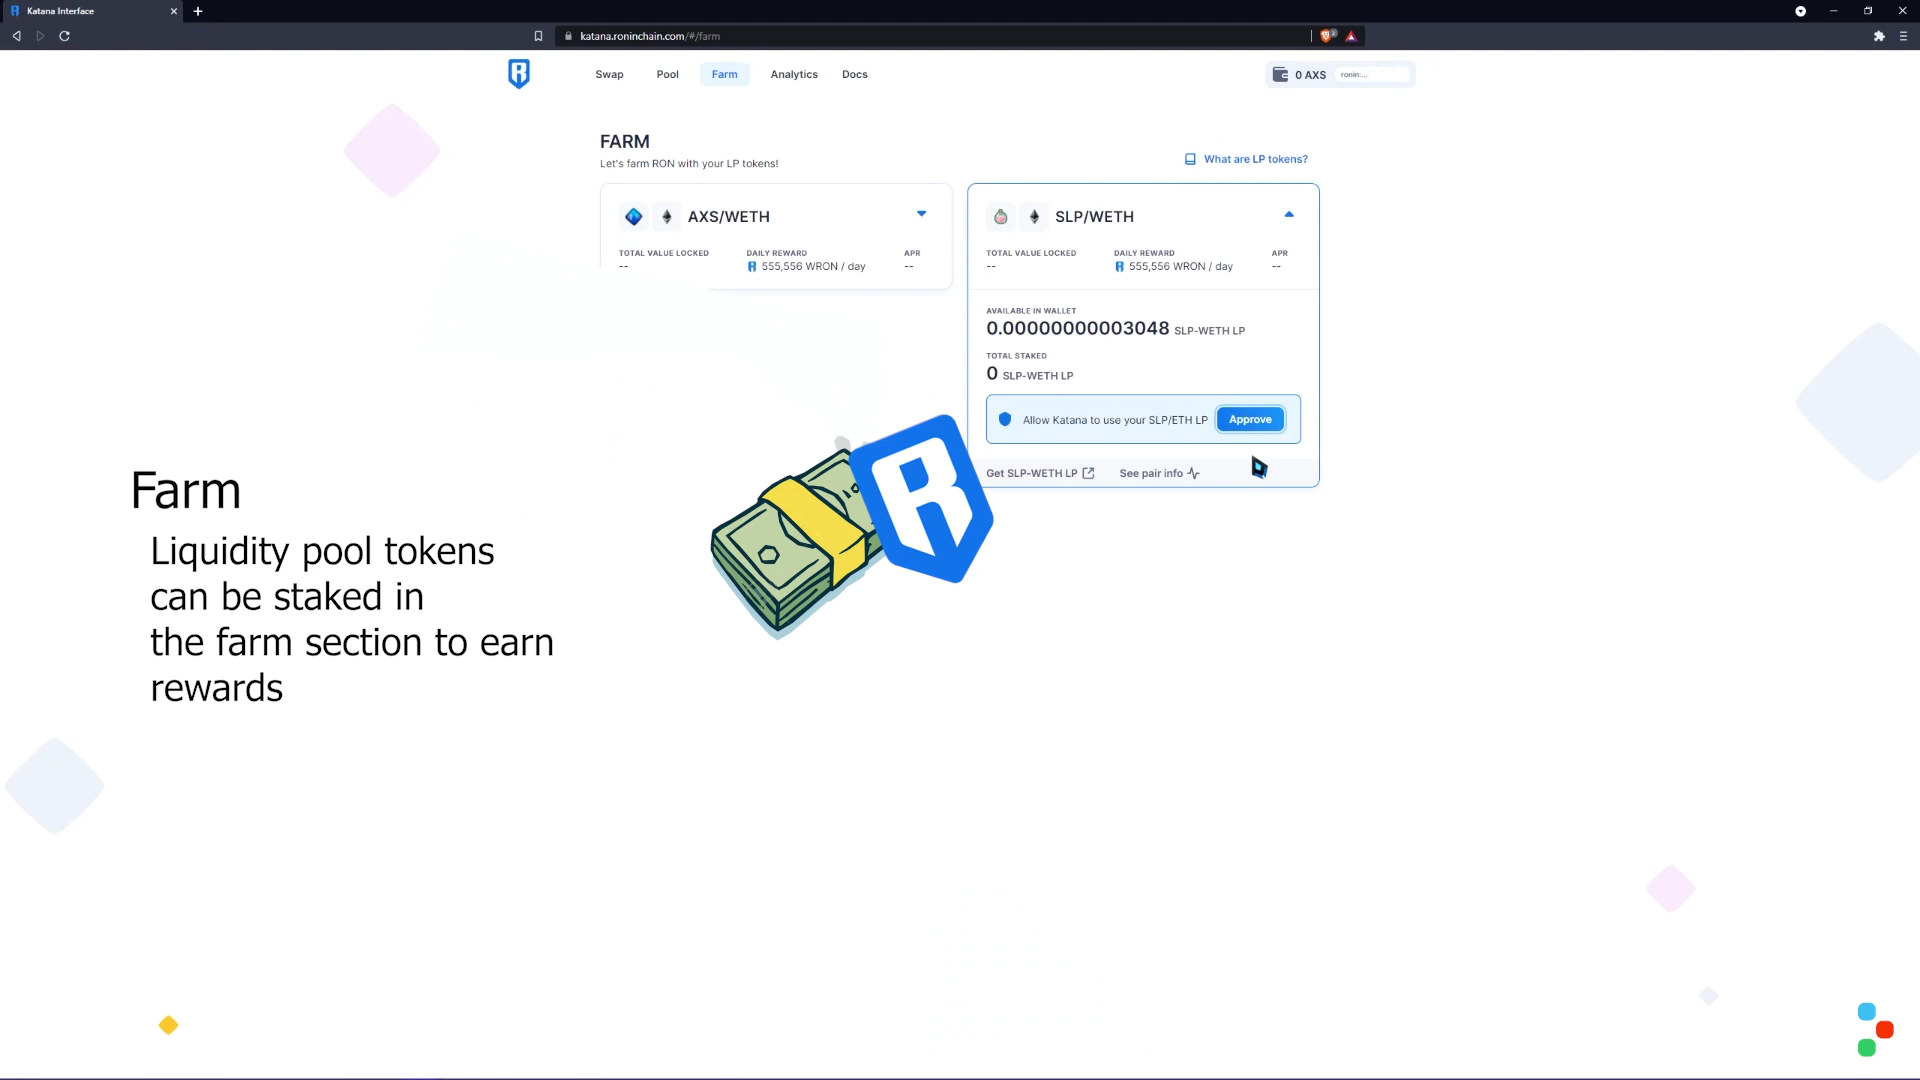 Katana Interface
katana.roninchain.com/#/farm
2
Swap Pool Farm Analytics Docs
0 AXS ronin:...
FARM
Let's farm RON with your LP tokens!
What are LP tokens?
AXS/WETH
TOTAL VALUE LOCKED DAILY REWARD APR
-- 555,556 WRON / day --
SLP/WETH
TOTAL VALUE LOCKED DAILY REWARD APR
-- 555,556 WRON / day --
AVAILABLE IN WALLET
0.00000000003048 SLP-WETH LP
TOTAL STAKED
0 SLP-WETH LP
Allow Katana to use your SLP/ETH LP Approve
Get SLP-WETH LP See pair info
Farm
Liquidity pool tokens
can be staked in
the farm section to earn
rewards